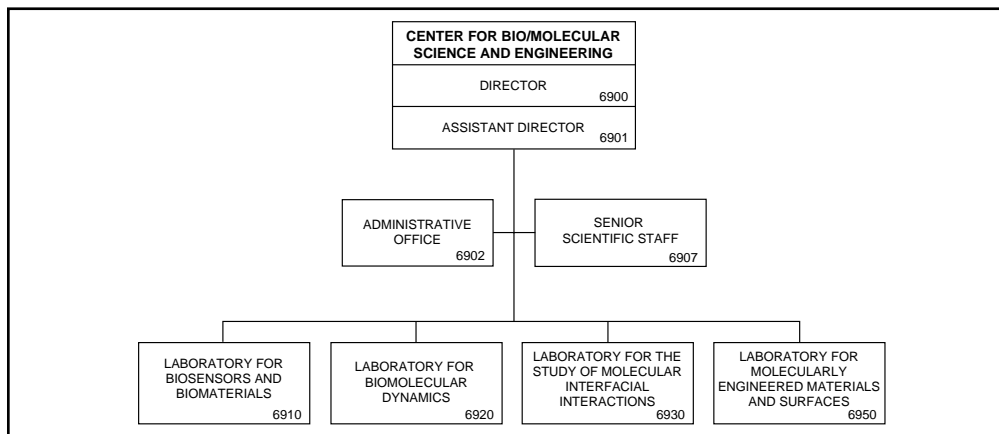 CENTER FOR BIO/MOLECULAR
SCIENCE AND ENGINEERING
DIRECTOR
6900
ASSISTANT DIRECTOR
6901
ADMINISTRATIVE
OFFICE
6902
SENIOR
SCIENTIFIC STAFF
6907
LABORATORY FOR
BIOSENSORS AND
BIOMATERIALS
6910
LABORATORY FOR
BIOMOLECULAR
DYNAMICS
6920
LABORATORY FOR THE
STUDY OF MOLECULAR
INTERFACIAL
INTERACTIONS
6930
LABORATORY FOR
MOLECULARLY
ENGINEERED MATERIALS
AND SURFACES
6950